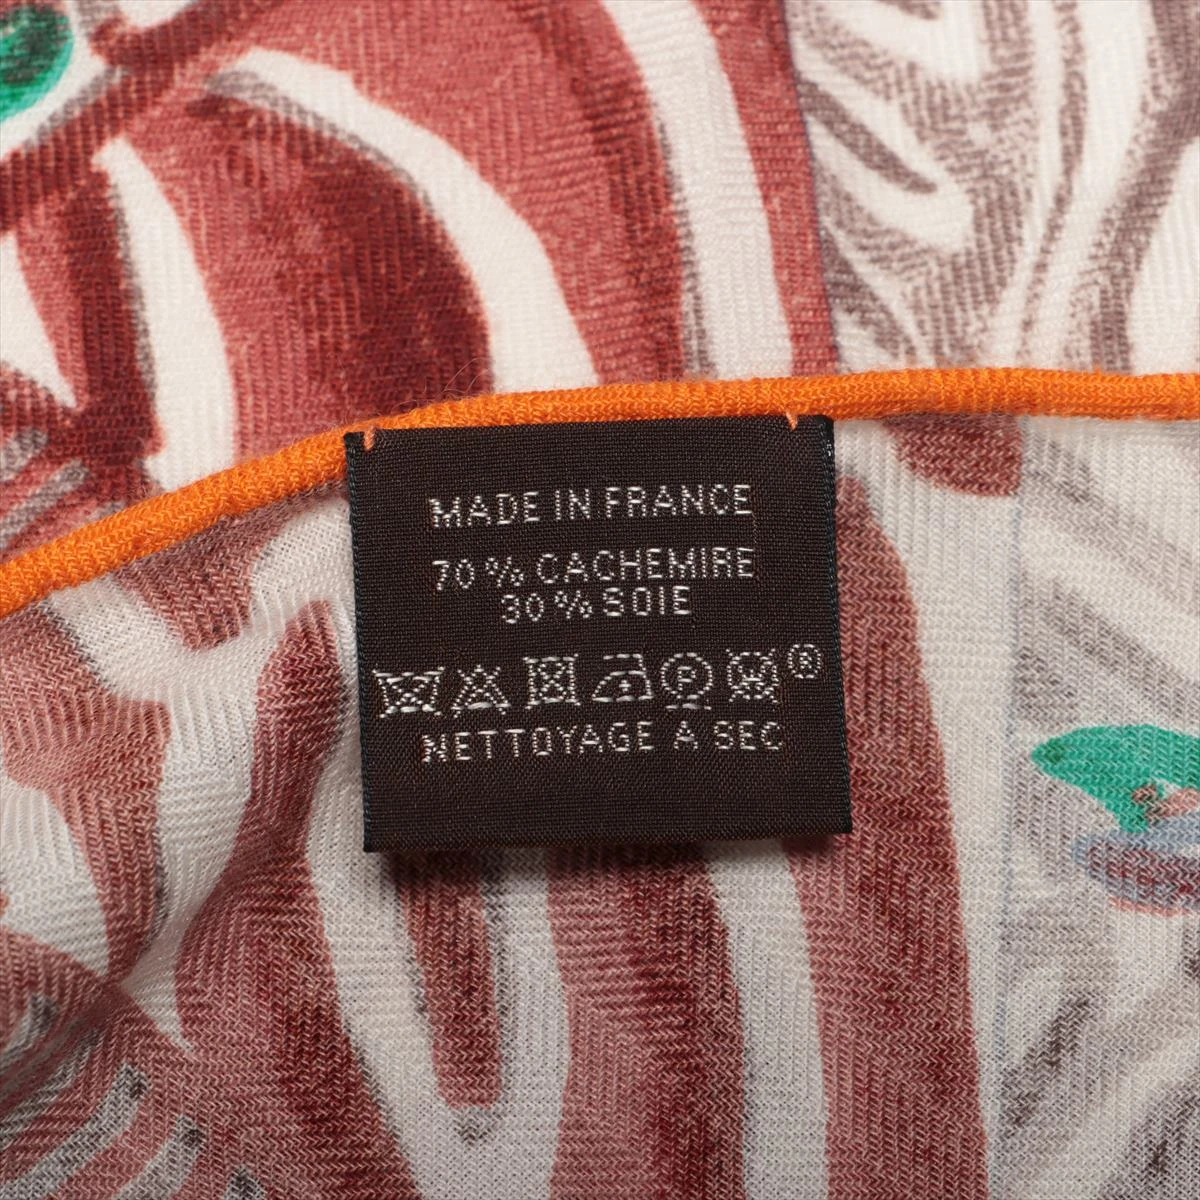 MADE IN FRANCE
70 % CACHEMIRE
30 % SOIE
P ®
NETTOYAGE A SEC